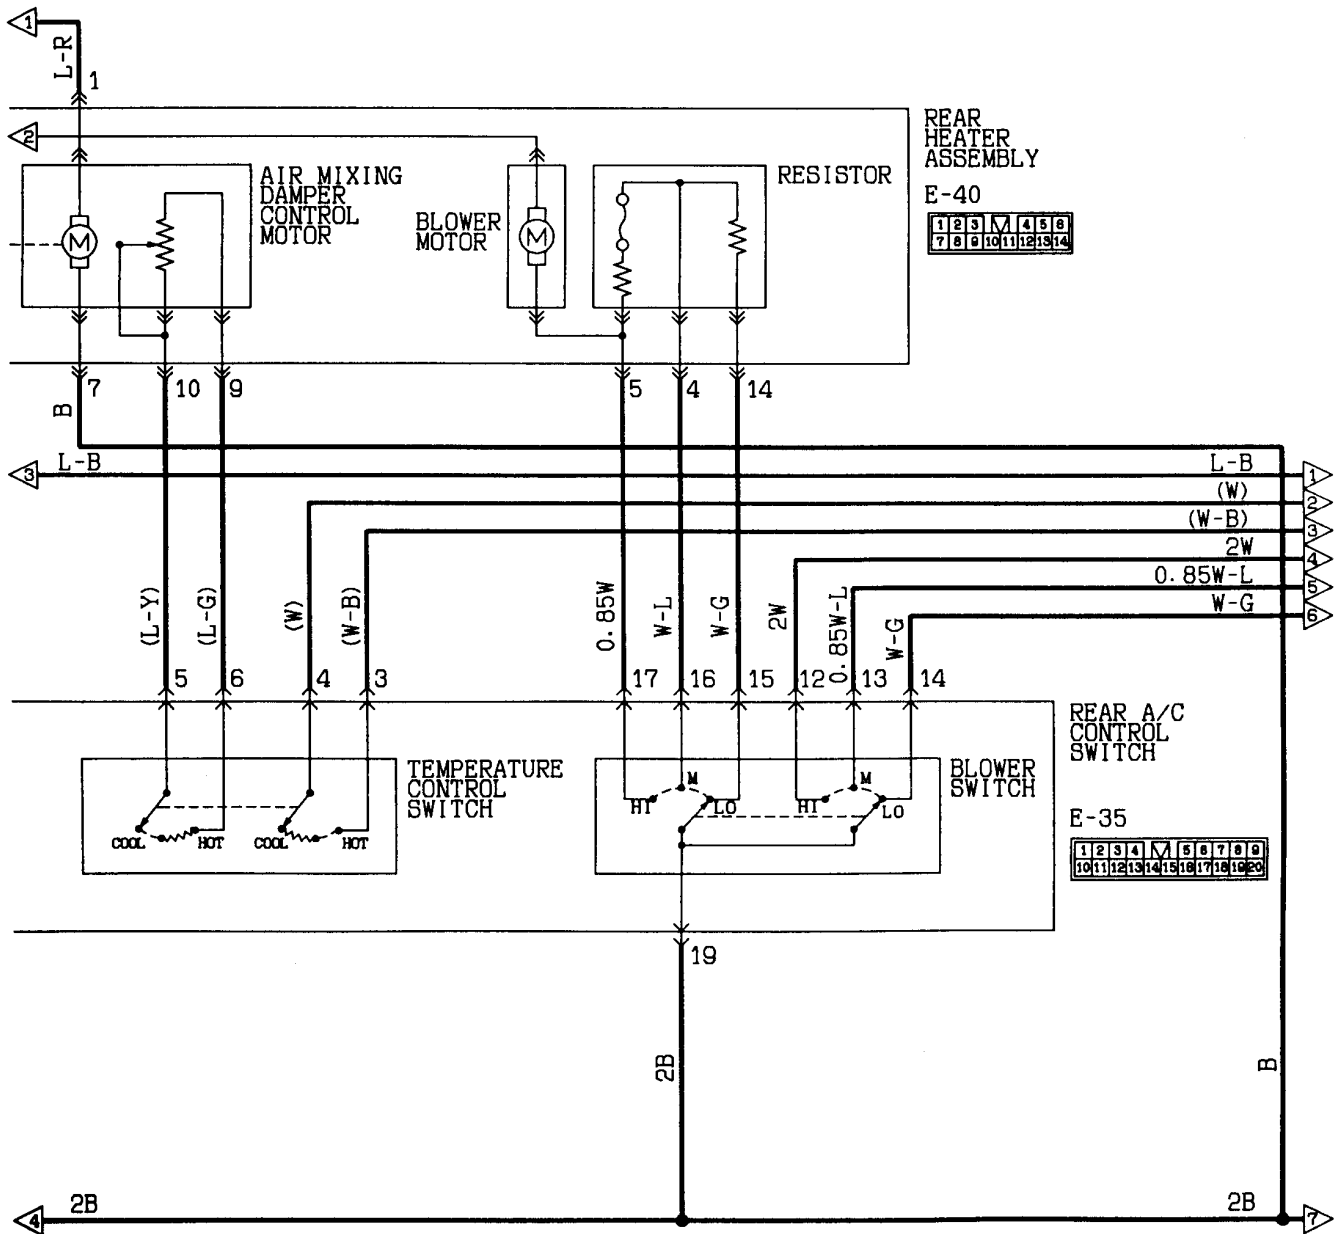 1
L-R
1
2
REAR
HEATER
ASSEMBLY
E-40
1 2 3 4 5 6
7 8 9 10 11 12 13 14
AIR MIXING
DAMPER
CONTROL
MOTOR
M
BLOWER
MOTOR
M
RESISTOR
7
10
9
5
4
14
B
3
L-B
L-B
1
(W)
2
(W-B)
3
2W
4
0.85W-L
5
W-G
6
(L-Y)
(L-G)
(W)
(W-B)
0.85W
W-L
W-G
2W
0.85W-L
W-G
5
6
4
3
17
16
15
12
13
14
REAR A/C
CONTROL
SWITCH
TEMPERATURE
CONTROL
SWITCH
COOL
HOT
COOL
HOT
BLOWER
SWITCH
HI
M
LO
HI
M
LO
E-35
1 2 3 4 5 6 7 8 9
10 11 12 13 14 15 16 17 18 19 20
19
2B
B
4
2B
2B
7